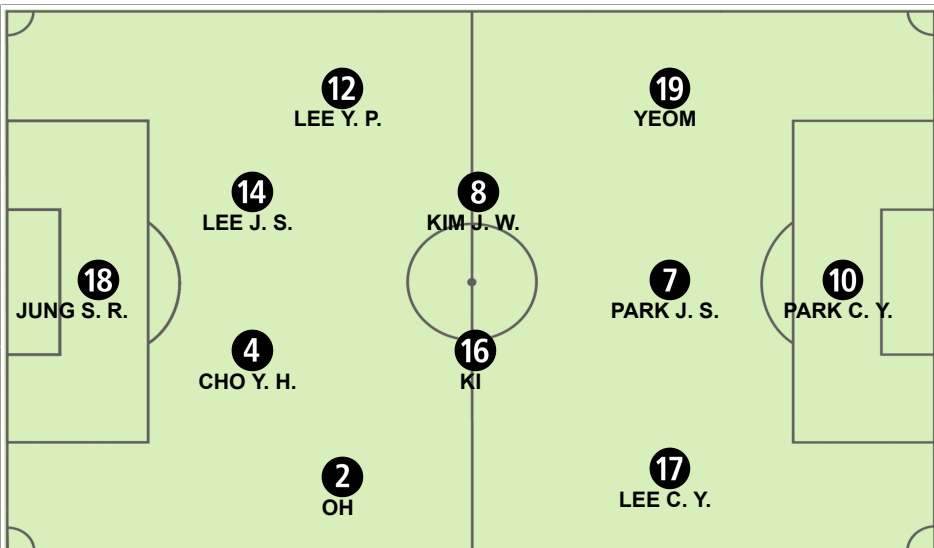 12
LEE Y. P.
19
YEOM
14
LEE J. S.
8
KIM J. W.
18
JUNG S. R.
7
PARK J. S.
10
PARK C. Y.
4
CHO Y. H.
16
KI
2
OH
17
LEE C. Y.